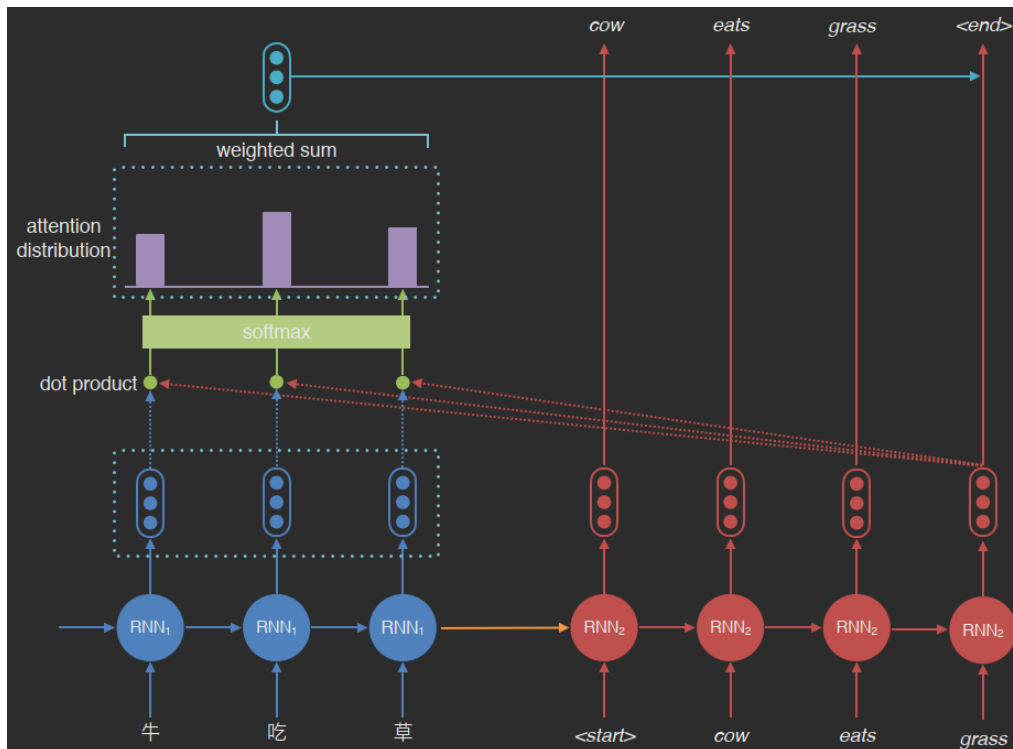 cow eats grass <end>
weighted sum
attention
distribution
softmax
dot product
RNN₁ RNN₁ RNN₁ RNN₂ RNN₂ RNN₂ RNN₂
牛 吃 草 <start> cow eats grass